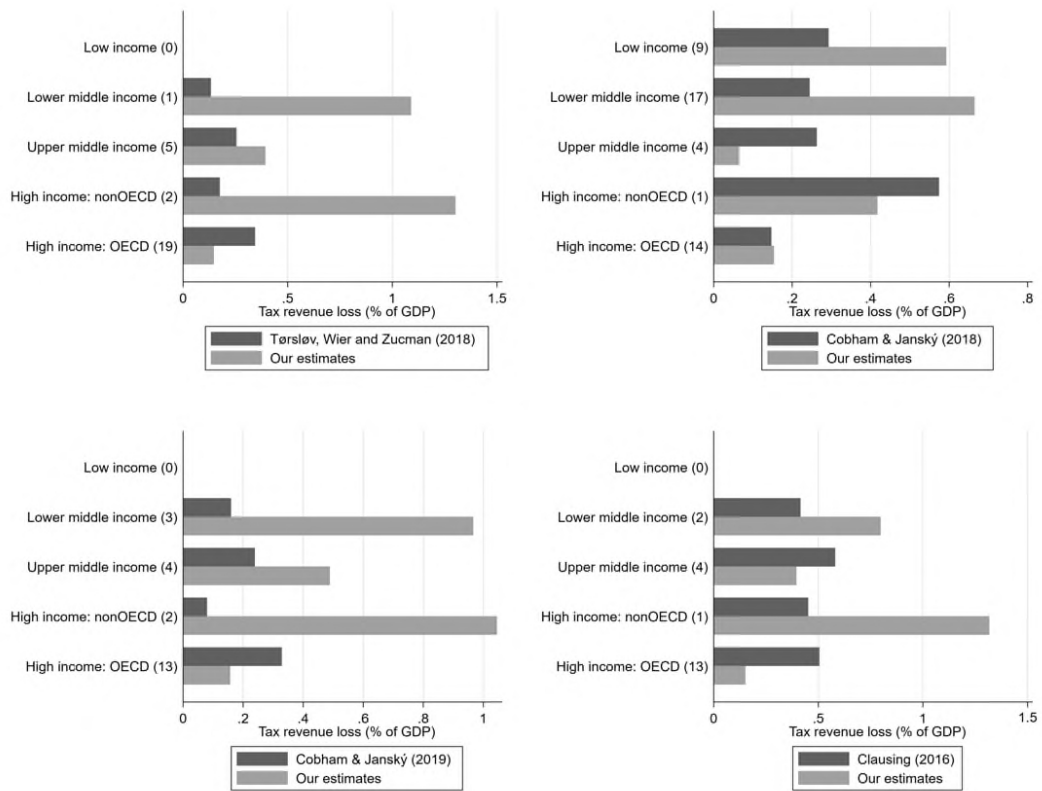 Low income (0)
Lower middle income (1)
Upper middle income (5)
High income: nonOECD (2)
High income: OECD (19)
0 .5 1 1.5
Tax revenue loss (% of GDP)
Tørsløv, Wier and Zucman (2018)
Our estimates
Low income (9)
Lower middle income (17)
Upper middle income (4)
High income: nonOECD (1)
High income: OECD (14)
0 .2 .4 .6 .8
Tax revenue loss (% of GDP)
Cobham & Janský (2018)
Our estimates
Low income (0)
Lower middle income (3)
Upper middle income (4)
High income: nonOECD (2)
High income: OECD (13)
0 .2 .4 .6 .8 1
Tax revenue loss (% of GDP)
Cobham & Janský (2019)
Our estimates
Low income (0)
Lower middle income (2)
Upper middle income (4)
High income: nonOECD (1)
High income: OECD (13)
0 .5 1 1.5
Tax revenue loss (% of GDP)
Clausing (2016)
Our estimates